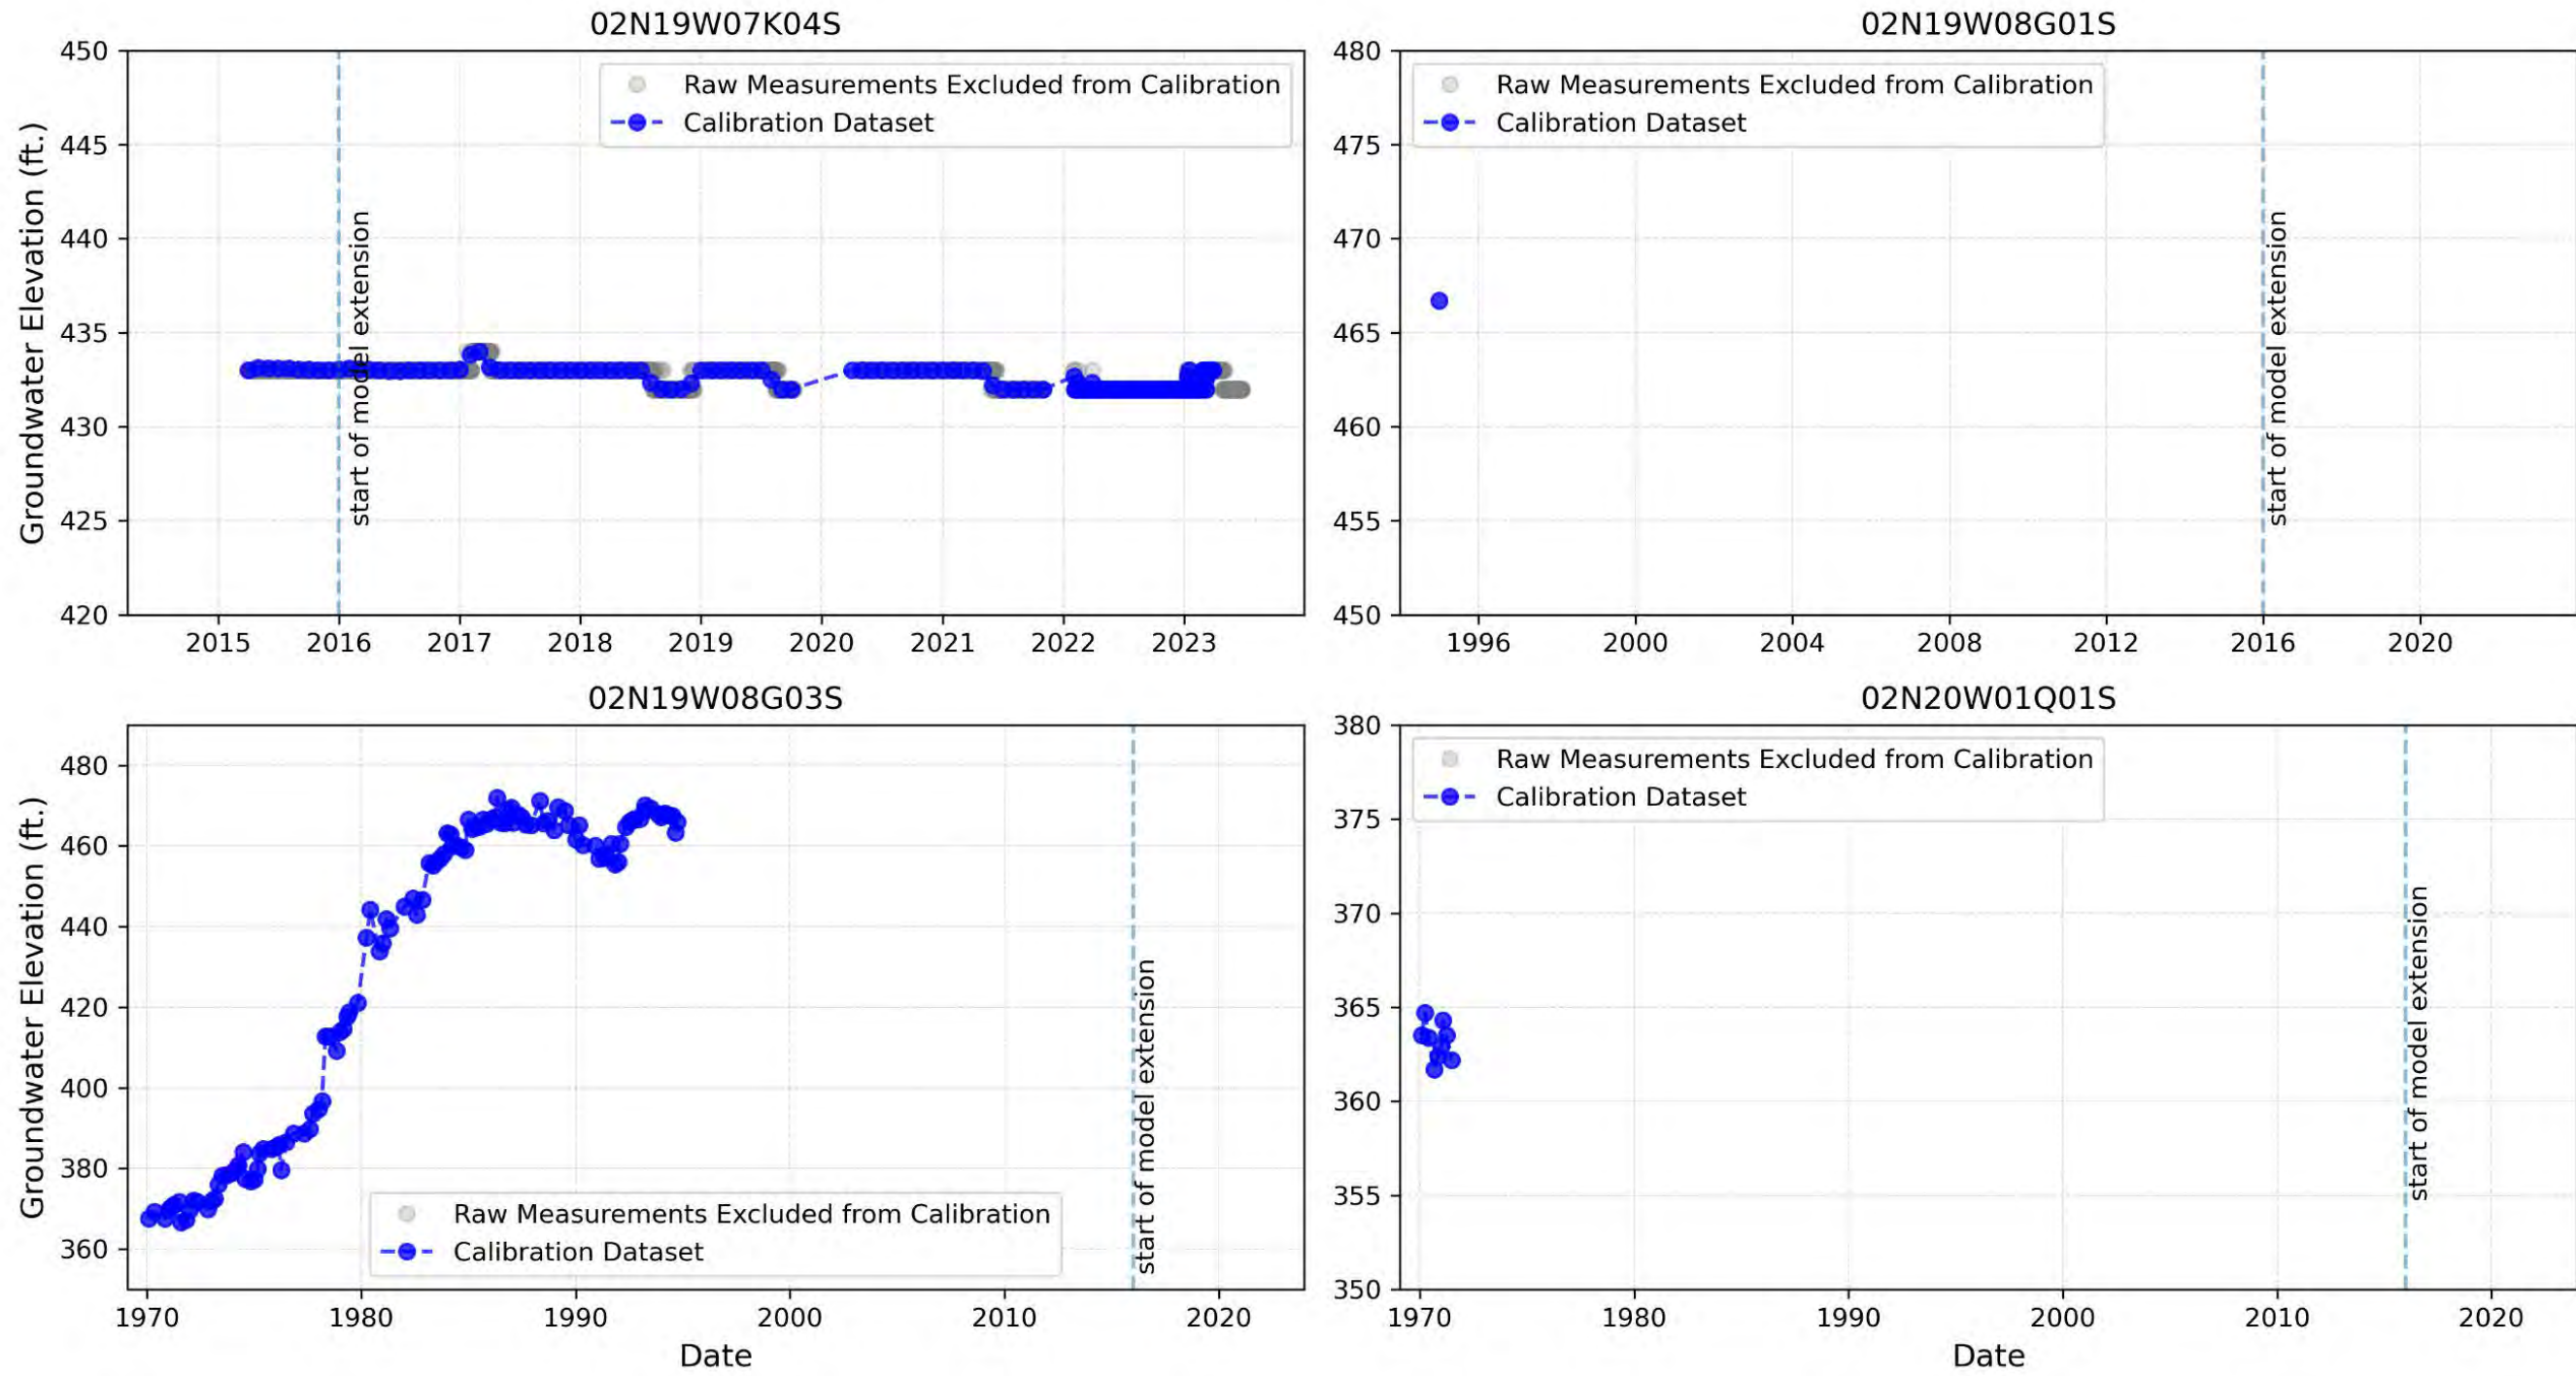 02N19W07K04S
Groundwater Elevation (ft.)
450
445
440
435
430
425
420
Raw Measurements Excluded from Calibration
Calibration Dataset
start of model extension
2015 2016 2017 2018 2019 2020 2021 2022 2023
02N19W08G01S
480
475
470
465
460
455
450
Raw Measurements Excluded from Calibration
Calibration Dataset
start of model extension
1996 2000 2004 2008 2012 2016 2020
02N19W08G03S
Groundwater Elevation (ft.)
480
460
440
420
400
380
360
Raw Measurements Excluded from Calibration
Calibration Dataset
start of model extension
1970 1980 1990 2000 2010 2020
Date
02N20W01Q01S
380
375
370
365
360
355
350
Raw Measurements Excluded from Calibration
Calibration Dataset
start of model extension
1970 1980 1990 2000 2010 2020
Date